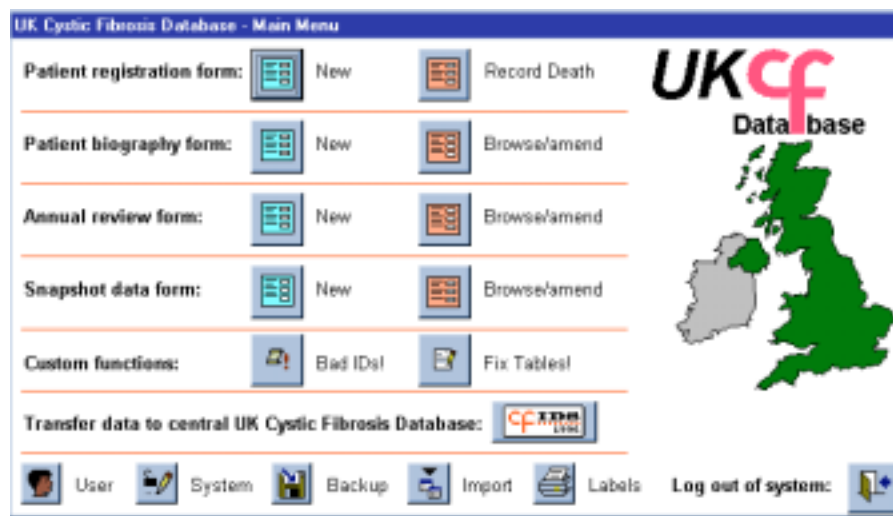 UK Cystic Fibrosis Database - Main Menu
Patient registration form: New Record Death
UKCF
Database
Patient biography form: New Browse/amend
Annual review form: New Browse/amend
Snapshot data form: New Browse/amend
Custom functions: Bad IDs! Fix Tables!
Transfer data to central UK Cystic Fibrosis Database:
User System Backup Import Labels Log out of system: